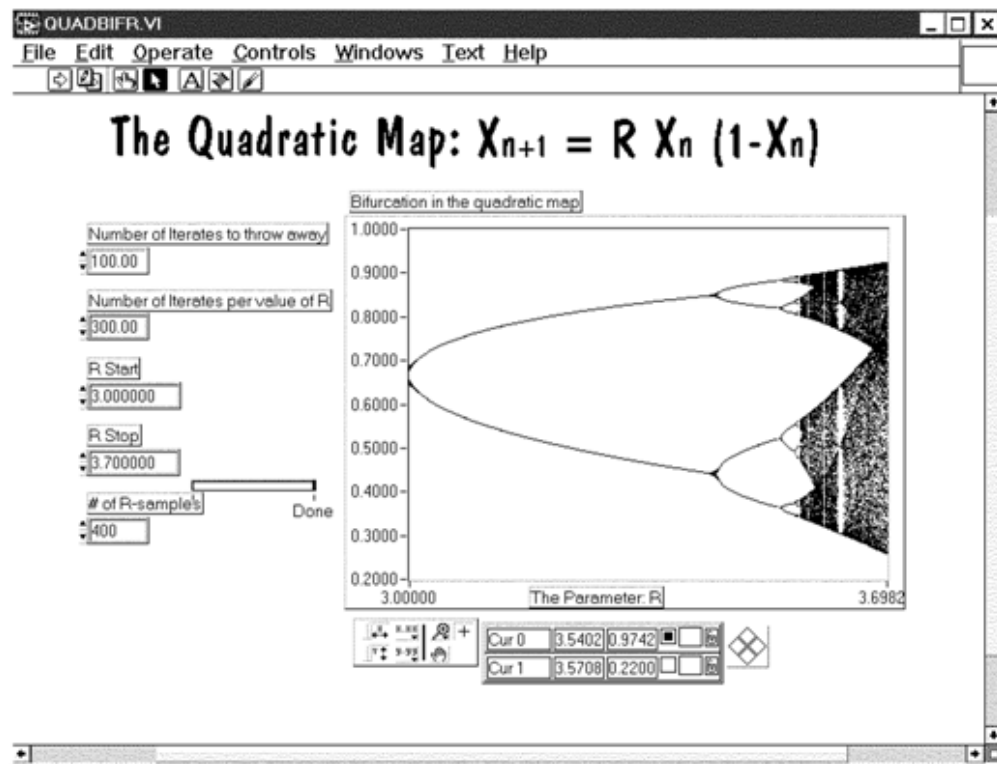 QUADBIFR.VI
File Edit Operate Controls Windows Text Help
The Quadratic Map: Xn+1 = R Xn (1-Xn)
Bifurcation in the quadratic map
Number of Iterates to throw away
100.00
Number of Iterates per value of R
300.00
R Start
3.000000
R Stop
3.700000
# of R-samples
400
Done
1.0000
0.9000
0.8000
0.7000
0.6000
0.5000
0.4000
0.3000
0.2000
3.00000 The Parameter: R 3.6982
Cur 0 3.5402 0.9742
Cur 1 3.5708 0.2200